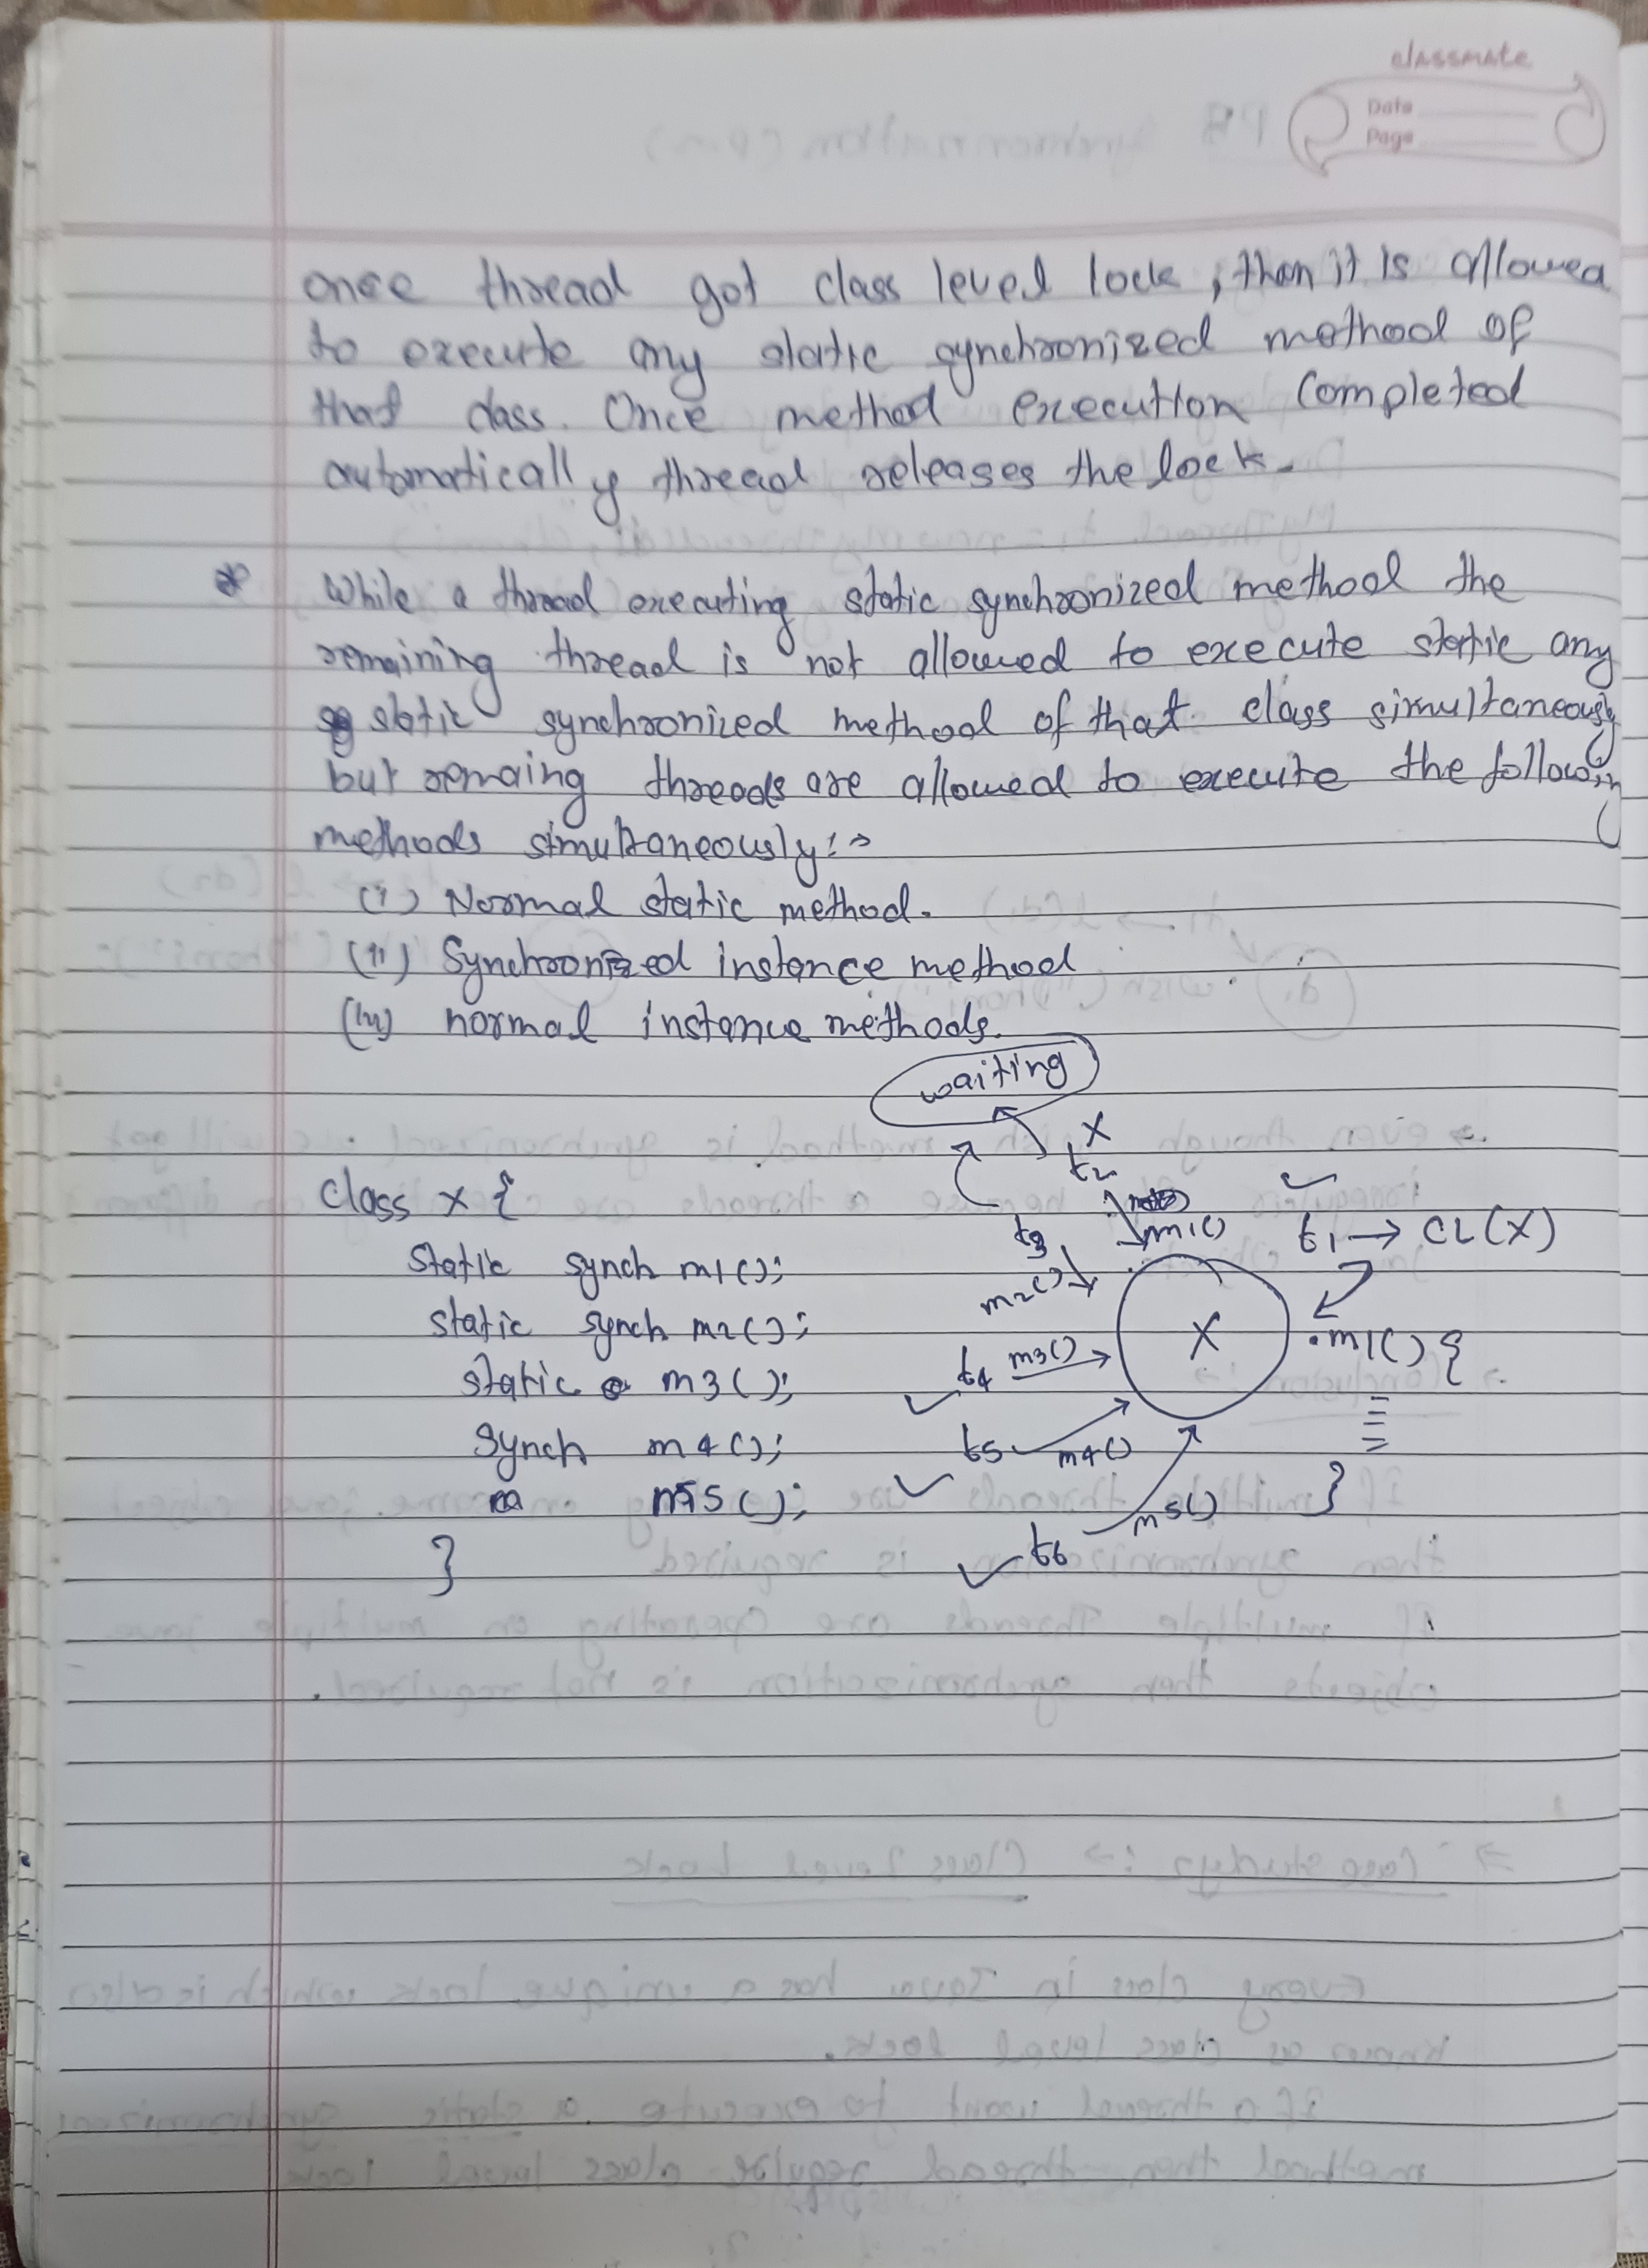 classmate
Date
Page
once thread got class level lock, then it is allowed
to execute any static synchronized method of
that class. Once method execution completed
automatically thread releases the lock.
* While a thread executing static synchronized method the
remaining thread is not allowed to execute static any
static synchronized method of that class simultaneously
but remaing threads are allowed to execute the following
methods simultaneously :->
(i) Normal static method.
(ii) Synchronized instance method
(iii) normal instance methods.
waiting
X
t2
class X {
m1()
t1 -> CL(X)
t3
static synch m1();
m2()
static synch m2();
X
m1() {
t4 m3()
static m3();
synch m4();
t5 m4()
m5();
m5()
}
t6
}